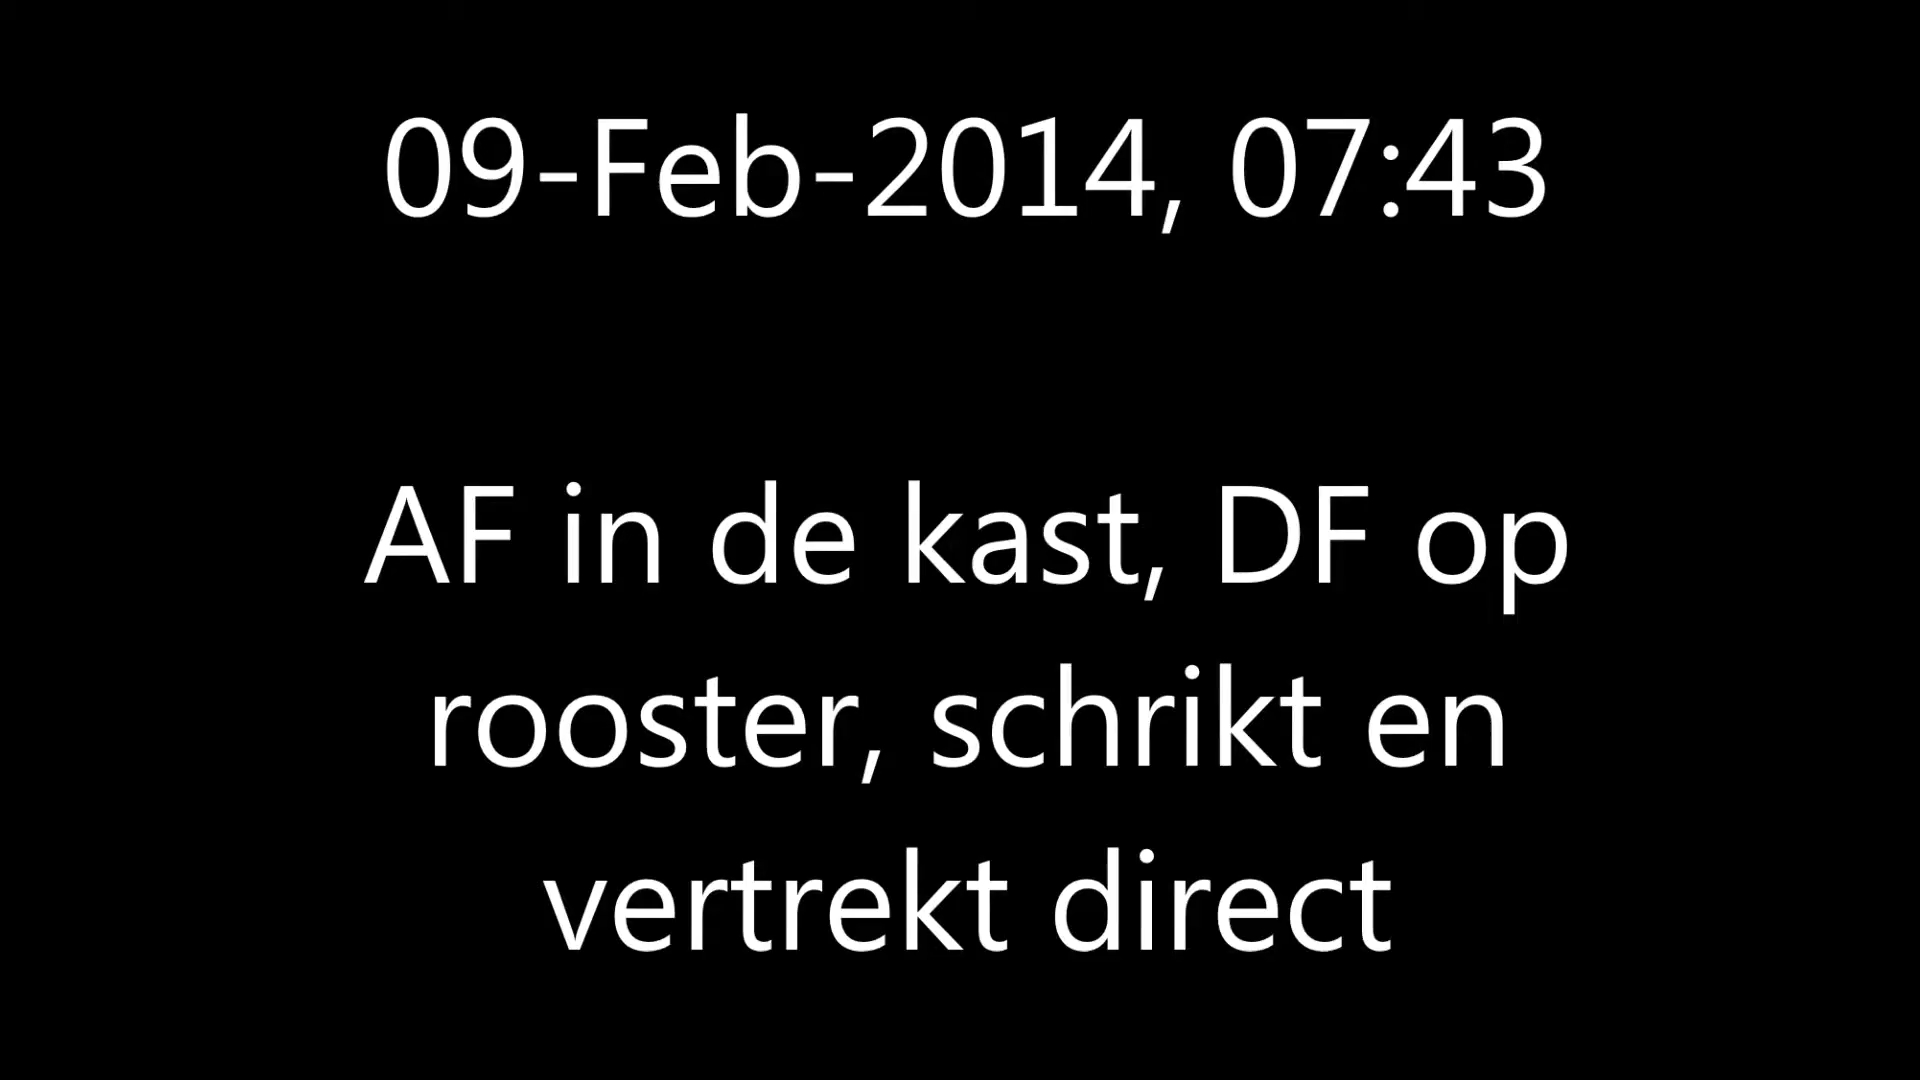 09-Feb-2014, 07:43
AF in de kast, DF op
rooster, schrikt en
vertrekt direct